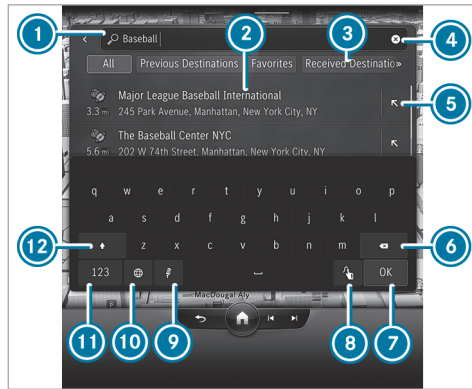 1
2
3
4
Baseball
All Previous Destinations Favorites Received Destinatio»
Major League Baseball International
3.3 mi 245 Park Avenue, Manhattan, New York City, NY
5
The Baseball Center NYC
5.6 mi 202 W 74th Street, Manhattan, New York City, NY
q w e r t y u i o p
a s d f g h j k l
12
z x c v b n m
6
123
OK
MacDougal Aly
11
10
9
8
7